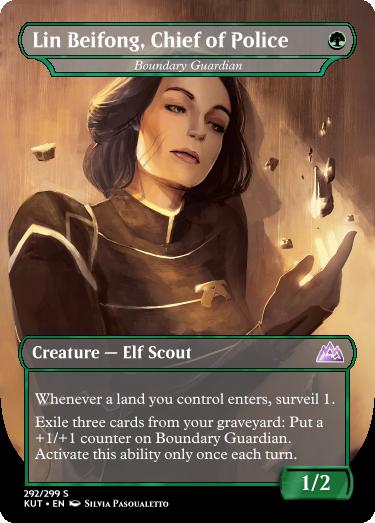 Lin Beifong, Chief of Police
Boundary Guardian
Creature — Elf Scout
Whenever a land you control enters, surveil 1.
Exile three cards from your graveyard: Put a
+1/+1 counter on Boundary Guardian.
Activate this ability only once each turn.
1/2
292/299 S
KUT • EN Silvia Pasqualetto